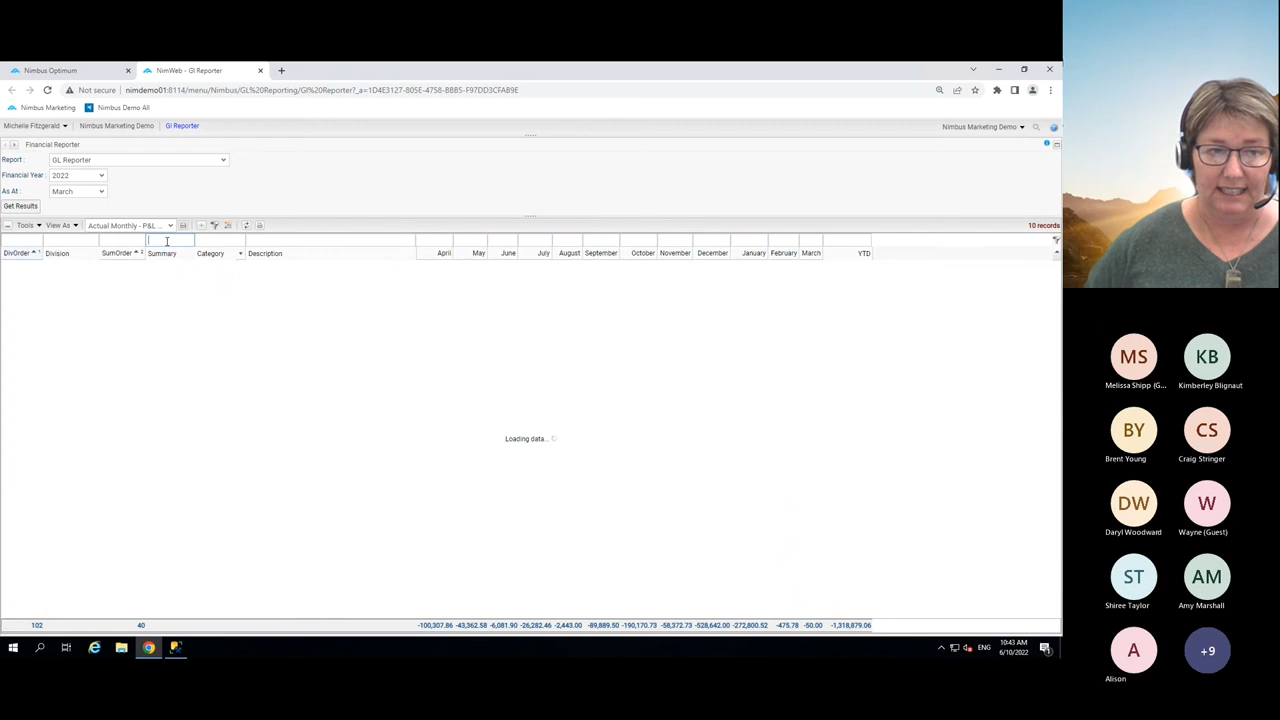 Nimbus Optimum
NimWeb - Gl Reporter
Not secure
nimdemo01:8114/menu/Nimbus/GL%20Reporting/Gl%20Reporter?_a=1D4E3127-805E-4758-BBB5-F97DD3CFAB9E
Nimbus Marketing
Nimbus Demo All
Michelle Fitzgerald
Nimbus Marketing Demo
Gl Reporter
Nimbus Marketing Demo
Financial Reporter
Report :
GL Reporter
Financial Year :
2022
As At :
March
Get Results
Tools
View As
Actual Monthly - P&L ...
10 records
DivOrder 1 Division SumOrder 2 Summary Category Description April May June July August September October November December January February March YTD
Loading data...
102 40 -100,307.86 -43,362.58 -6,081.90 -26,282.46 -2,443.00 -89,889.50 -190,170.73 -58,372.73 -528,642.00 -272,800.52 -475.78 -50.00 -1,318,879.06
ENG
10:43 AM
6/10/2022
MS
KB
Melissa Shipp (G...
Kimberley Blignaut
BY
CS
Brent Young
Craig Stringer
DW
W
Daryl Woodward
Wayne (Guest)
ST
AM
Shiree Taylor
Amy Marshall
A
+9
Alison